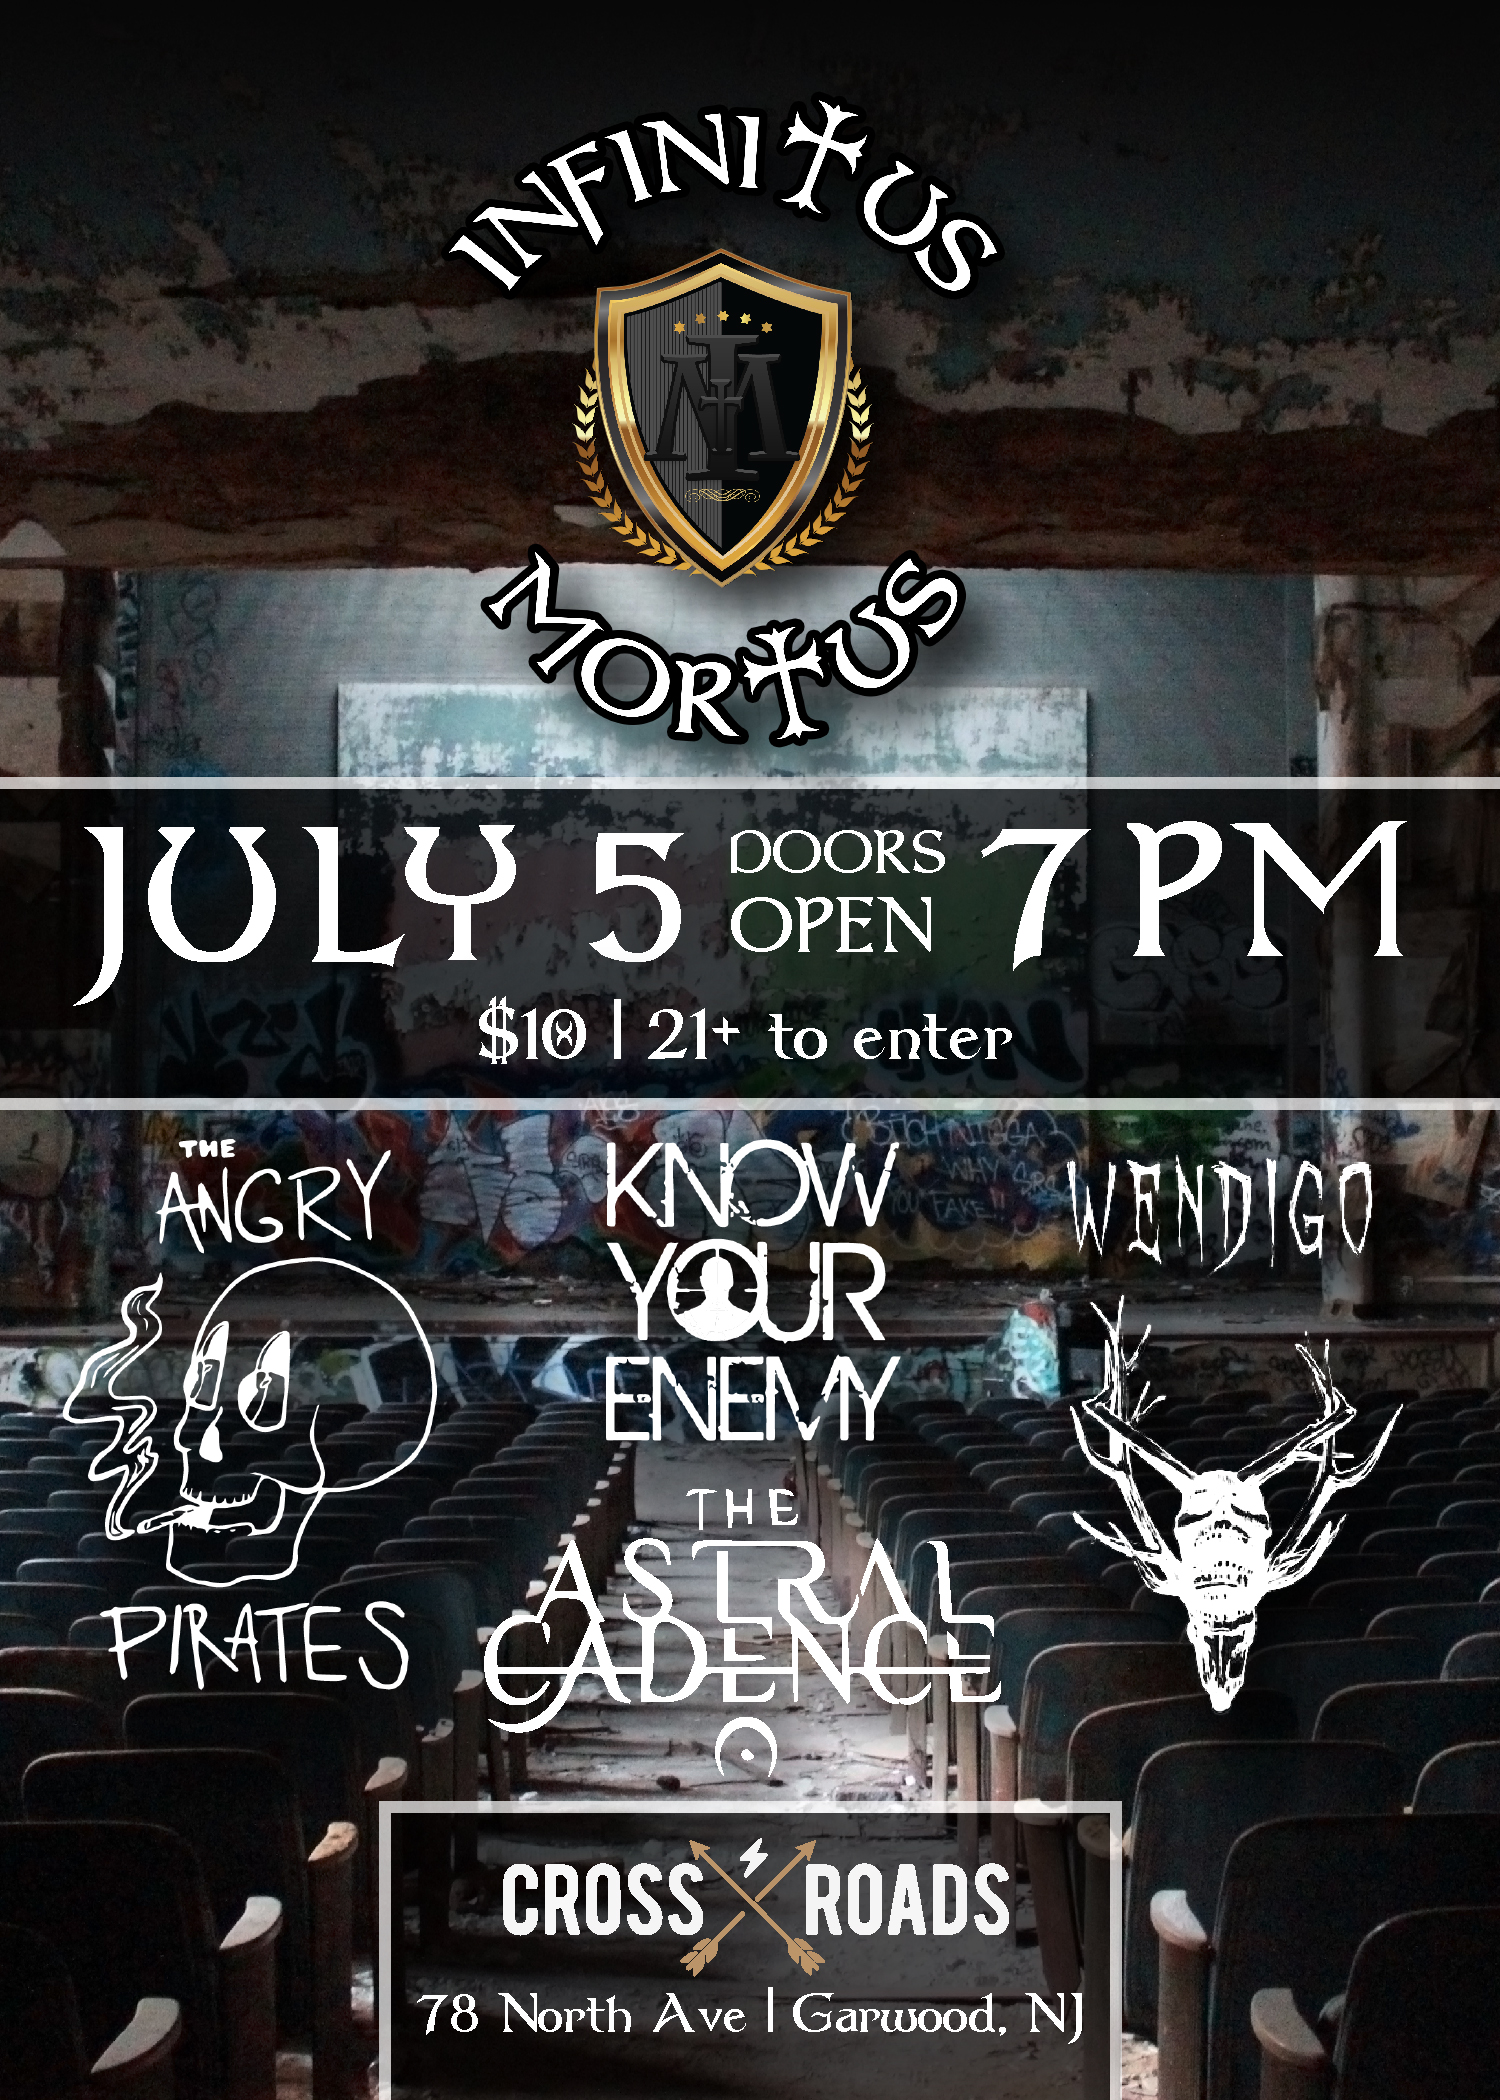 INFINITUS
MORTUS
JULY 5 DOORS OPEN 7 PM
$10 | 21+ to enter
THE
ANGRY
PIRATES
KNOW
YOUR
ENEMY
THE
ASTRAL
CADENCE
WENDIGO
CROSS ROADS
78 North Ave | Garwood, NJ